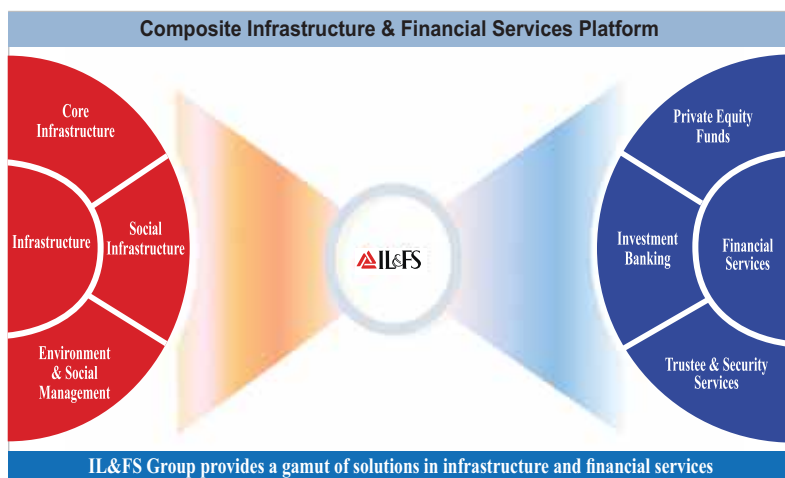 Composite Infrastructure & Financial Services Platform
Core
Infrastructure
Infrastructure
Social
Infrastructure
Environment
& Social
Management
IL&FS
Private Equity
Funds
Investment
Banking
Financial
Services
Trustee & Security
Services
IL&FS Group provides a gamut of solutions in infrastructure and financial services